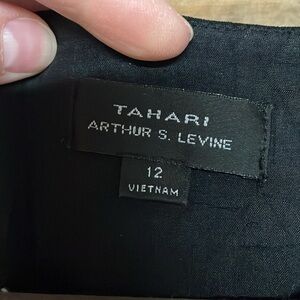 TAHARI
ARTHUR S. LEVINE
12
VIETNAM